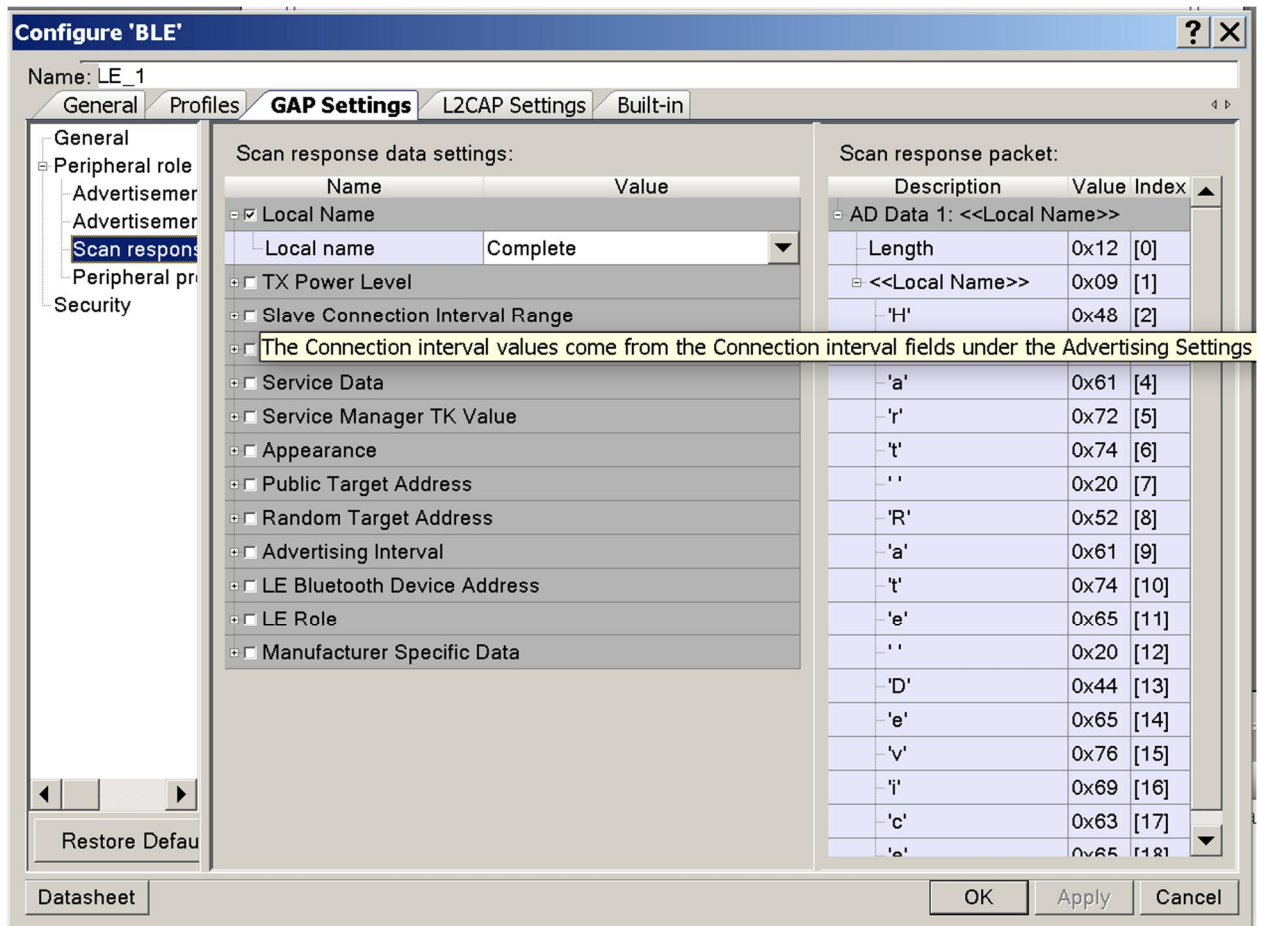 Configure 'BLE'
Name: LE_1
General Profiles GAP Settings L2CAP Settings Built-in
General
Peripheral role
Advertisemer
Advertisemer
Scan respons
Peripheral pr
Security
Restore Defau
Scan response data settings:
Name Value
Local Name
Local name Complete
TX Power Level
Slave Connection Interval Range
The Connection interval values come from the Connection interval fields under the Advertising Settings
Service Data
Service Manager TK Value
Appearance
Public Target Address
Random Target Address
Advertising Interval
LE Bluetooth Device Address
LE Role
Manufacturer Specific Data
Scan response packet:
Description Value Index
AD Data 1: <<Local Name>>
Length 0x12 [0]
<<Local Name>> 0x09 [1]
'H' 0x48 [2]
'a' 0x61 [4]
'r' 0x72 [5]
't' 0x74 [6]
' ' 0x20 [7]
'R' 0x52 [8]
'a' 0x61 [9]
't' 0x74 [10]
'e' 0x65 [11]
' ' 0x20 [12]
'D' 0x44 [13]
'e' 0x65 [14]
'v' 0x76 [15]
'i' 0x69 [16]
'c' 0x63 [17]
'e' 0x65 [18]
Datasheet OK Apply Cancel